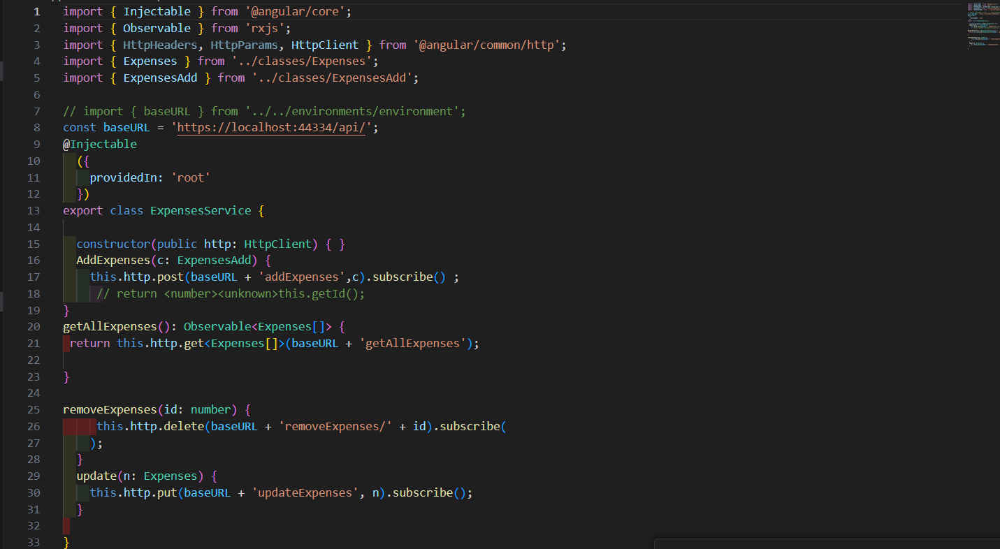 1 import { Injectable } from '@angular/core';
2 import { Observable } from 'rxjs';
3 import { HttpHeaders, HttpParams, HttpClient } from '@angular/common/http';
4 import { Expenses } from '../classes/Expenses';
5 import { ExpensesAdd } from '../classes/ExpensesAdd';
6
7 // import { baseURL } from '../../environments/environment';
8 const baseURL = 'https://localhost:44334/api/';
9 @Injectable
10   ({
11     providedIn: 'root'
12   })
13 export class ExpensesService {
14
15   constructor(public http: HttpClient) { }
16   AddExpenses(c: ExpensesAdd) {
17     this.http.post(baseURL + 'addExpenses',c).subscribe() ;
18      // return <number><unknown>this.getId();
19 }
20 getAllExpenses(): Observable<Expenses[]> {
21  return this.http.get<Expenses[]>(baseURL + 'getAllExpenses');
22
23 }
24
25 removeExpenses(id: number) {
26      this.http.delete(baseURL + 'removeExpenses/' + id).subscribe(
27     );
28   }
29   update(n: Expenses) {
30     this.http.put(baseURL + 'updateExpenses', n).subscribe();
31   }
32
33 }